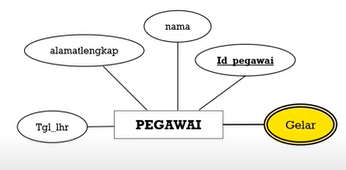 nama
alamatlengkap
Id_pegawai
Tgl_lhr
PEGAWAI
Gelar